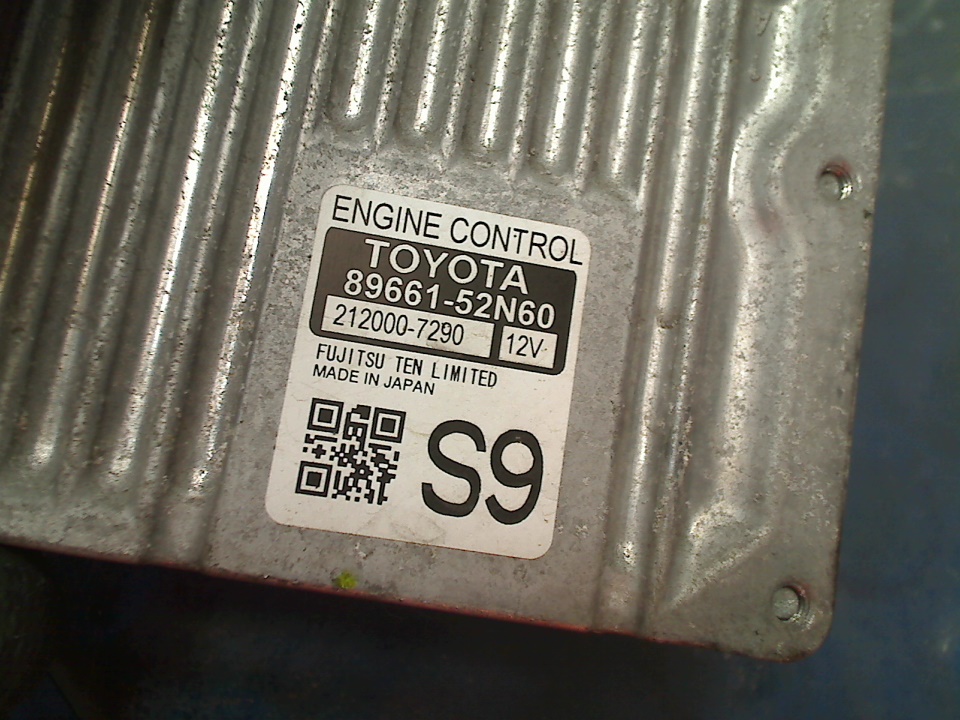 ENGINE CONTROL
TOYOTA
89661-52N60
212000-7290 12V
FUJITSU TEN LIMITED
MADE IN JAPAN
S9